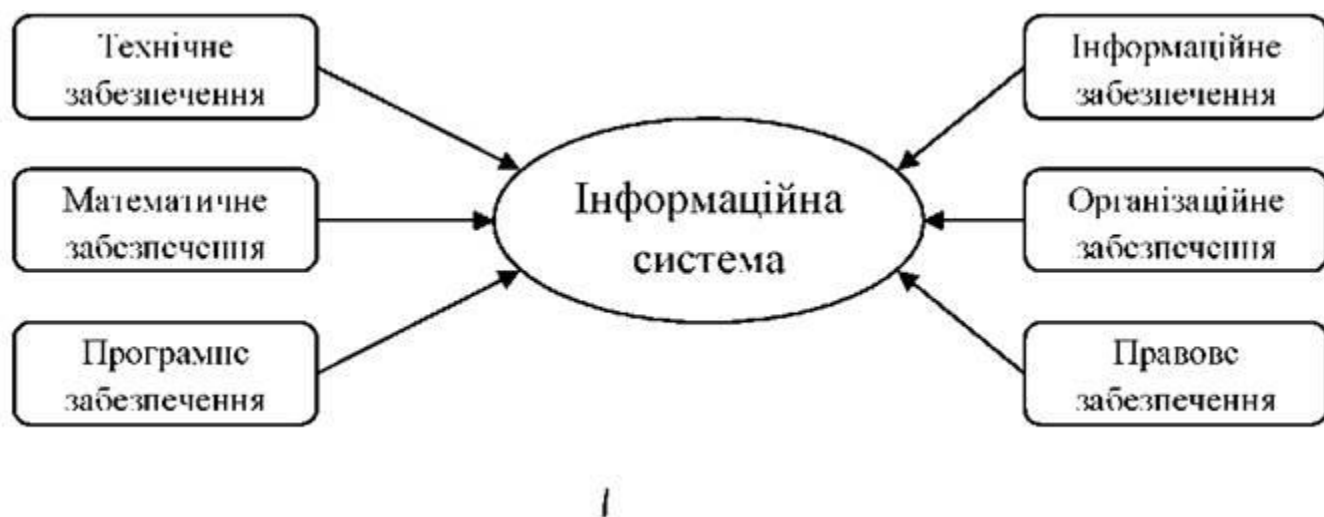 Технічне
забезпечення
Математичне
забезпечення
Програмне
забезпечення
Інформаційна
система
Інформаційне
забезпечення
Організаційне
забезпечення
Правове
забезпечення